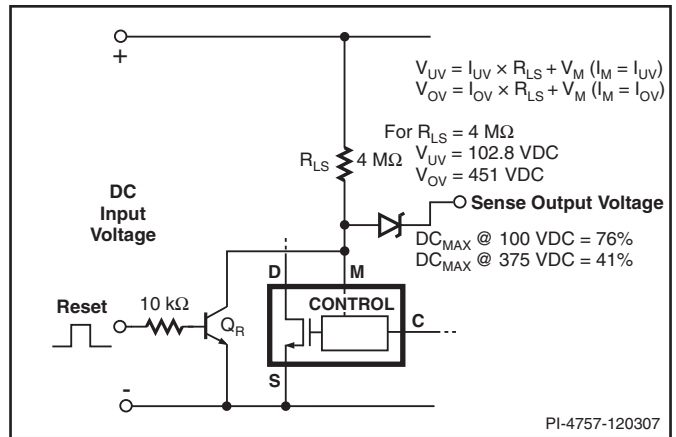 +
V_UV = I_UV × R_LS + V_M (I_M = I_UV)
V_OV = I_OV × R_LS + V_M (I_M = I_OV)
For R_LS = 4 MΩ
V_UV = 102.8 VDC
V_OV = 451 VDC
R_LS
4 MΩ
DC
Input
Voltage
Sense Output Voltage
DC_MAX @ 100 VDC = 76%
DC_MAX @ 375 VDC = 41%
D
M
CONTROL
C
Reset
10 kΩ
Q_R
S
-
PI-4757-120307